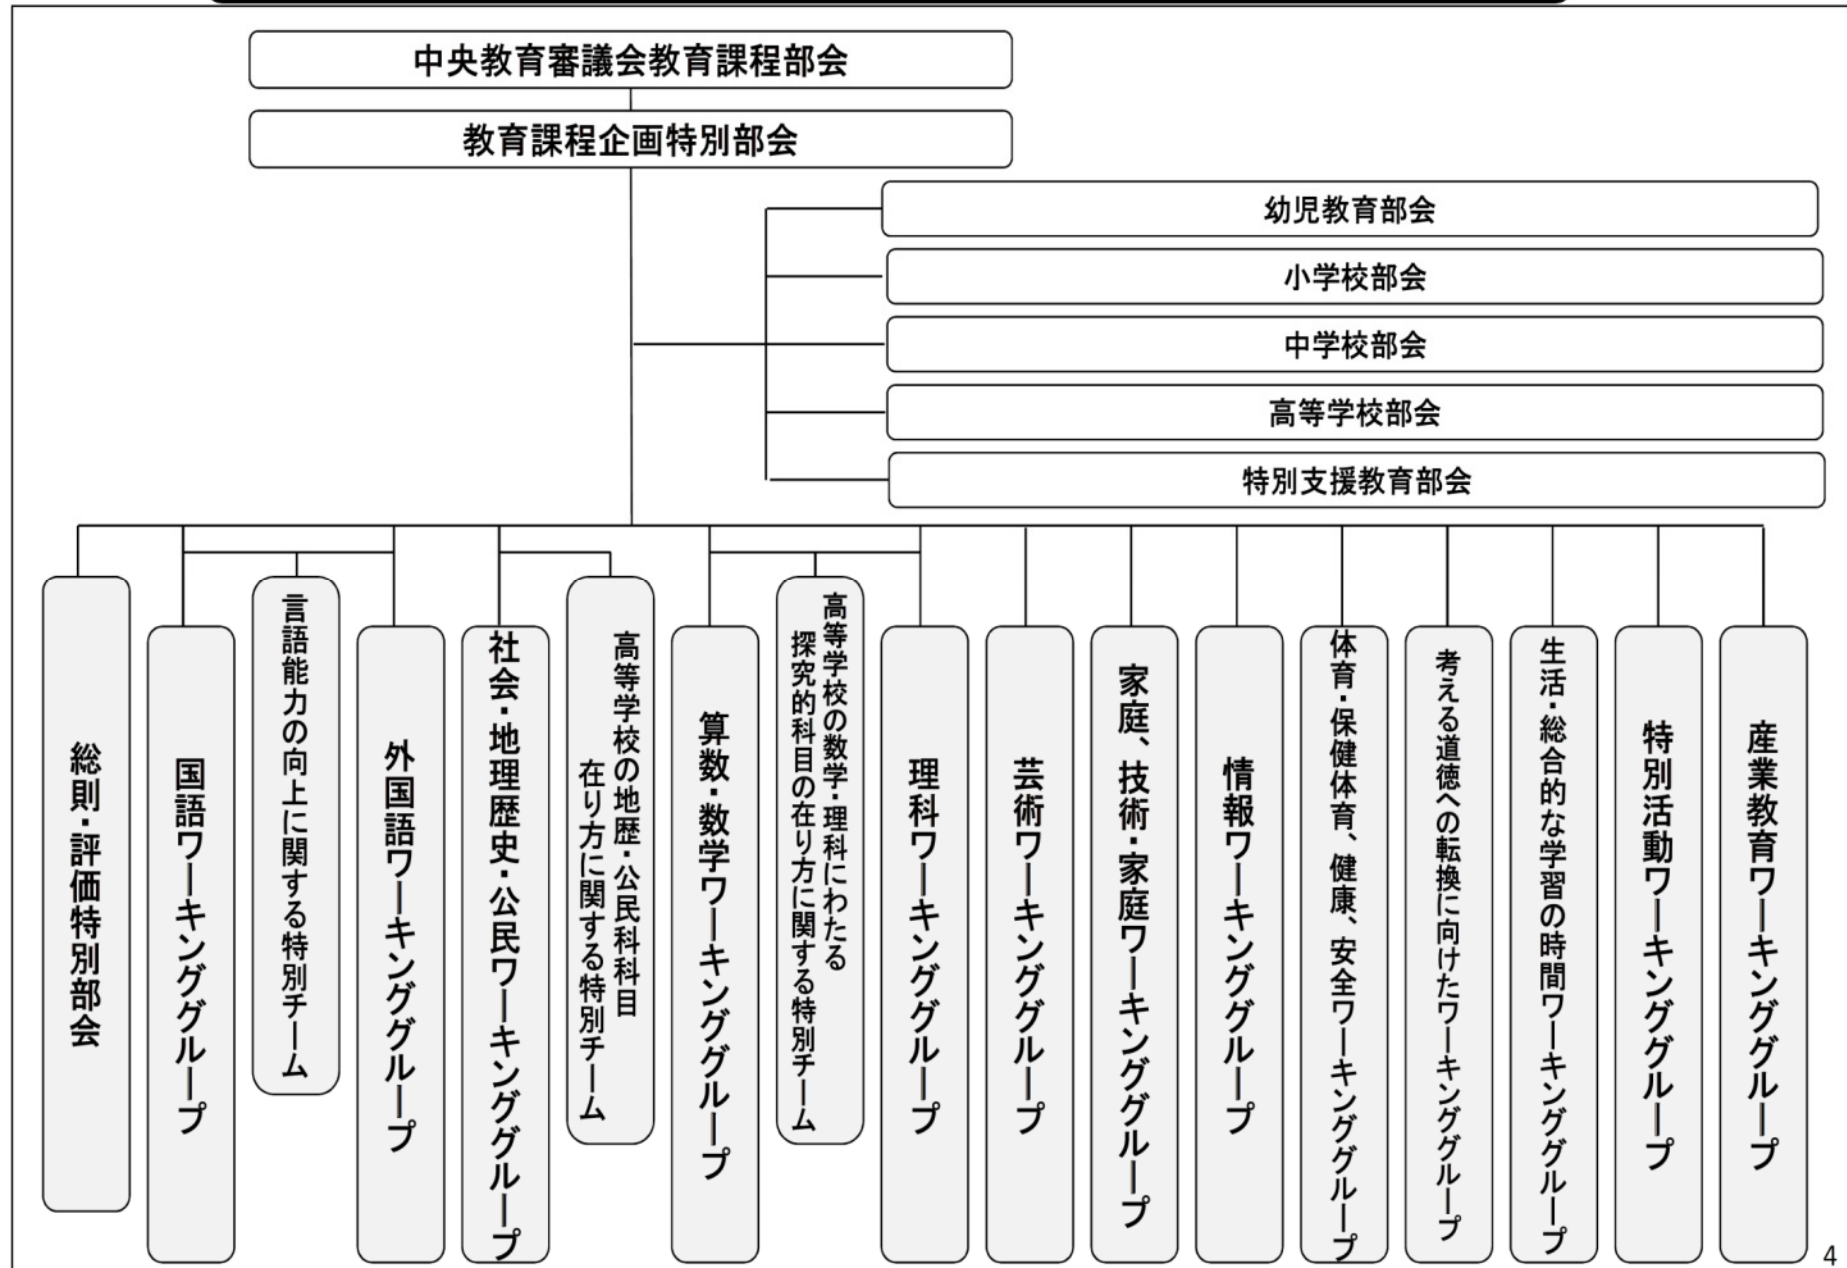 中央教育審議会教育課程部会
教育課程企画特別部会
幼児教育部会
小学校部会
中学校部会
高等学校部会
特別支援教育部会
総則・評価特別部会
国語ワーキンググループ
言語能力の向上に関する特別チーム
外国語ワーキンググループ
社会・地理歴史・公民ワーキンググループ
高等学校の地歴・公民科科目
在り方に関する特別チーム
算数・数学ワーキンググループ
高等学校の数学・理科にわたる
探究的科目の在り方に関する特別チーム
理科ワーキンググループ
芸術ワーキンググループ
家庭、技術・家庭ワーキンググループ
情報ワーキンググループ
体育・保健体育、健康、安全ワーキンググループ
考える道徳への転換に向けたワーキンググループ
生活・総合的な学習の時間ワーキンググループ
特別活動ワーキンググループ
産業教育ワーキンググループ
4